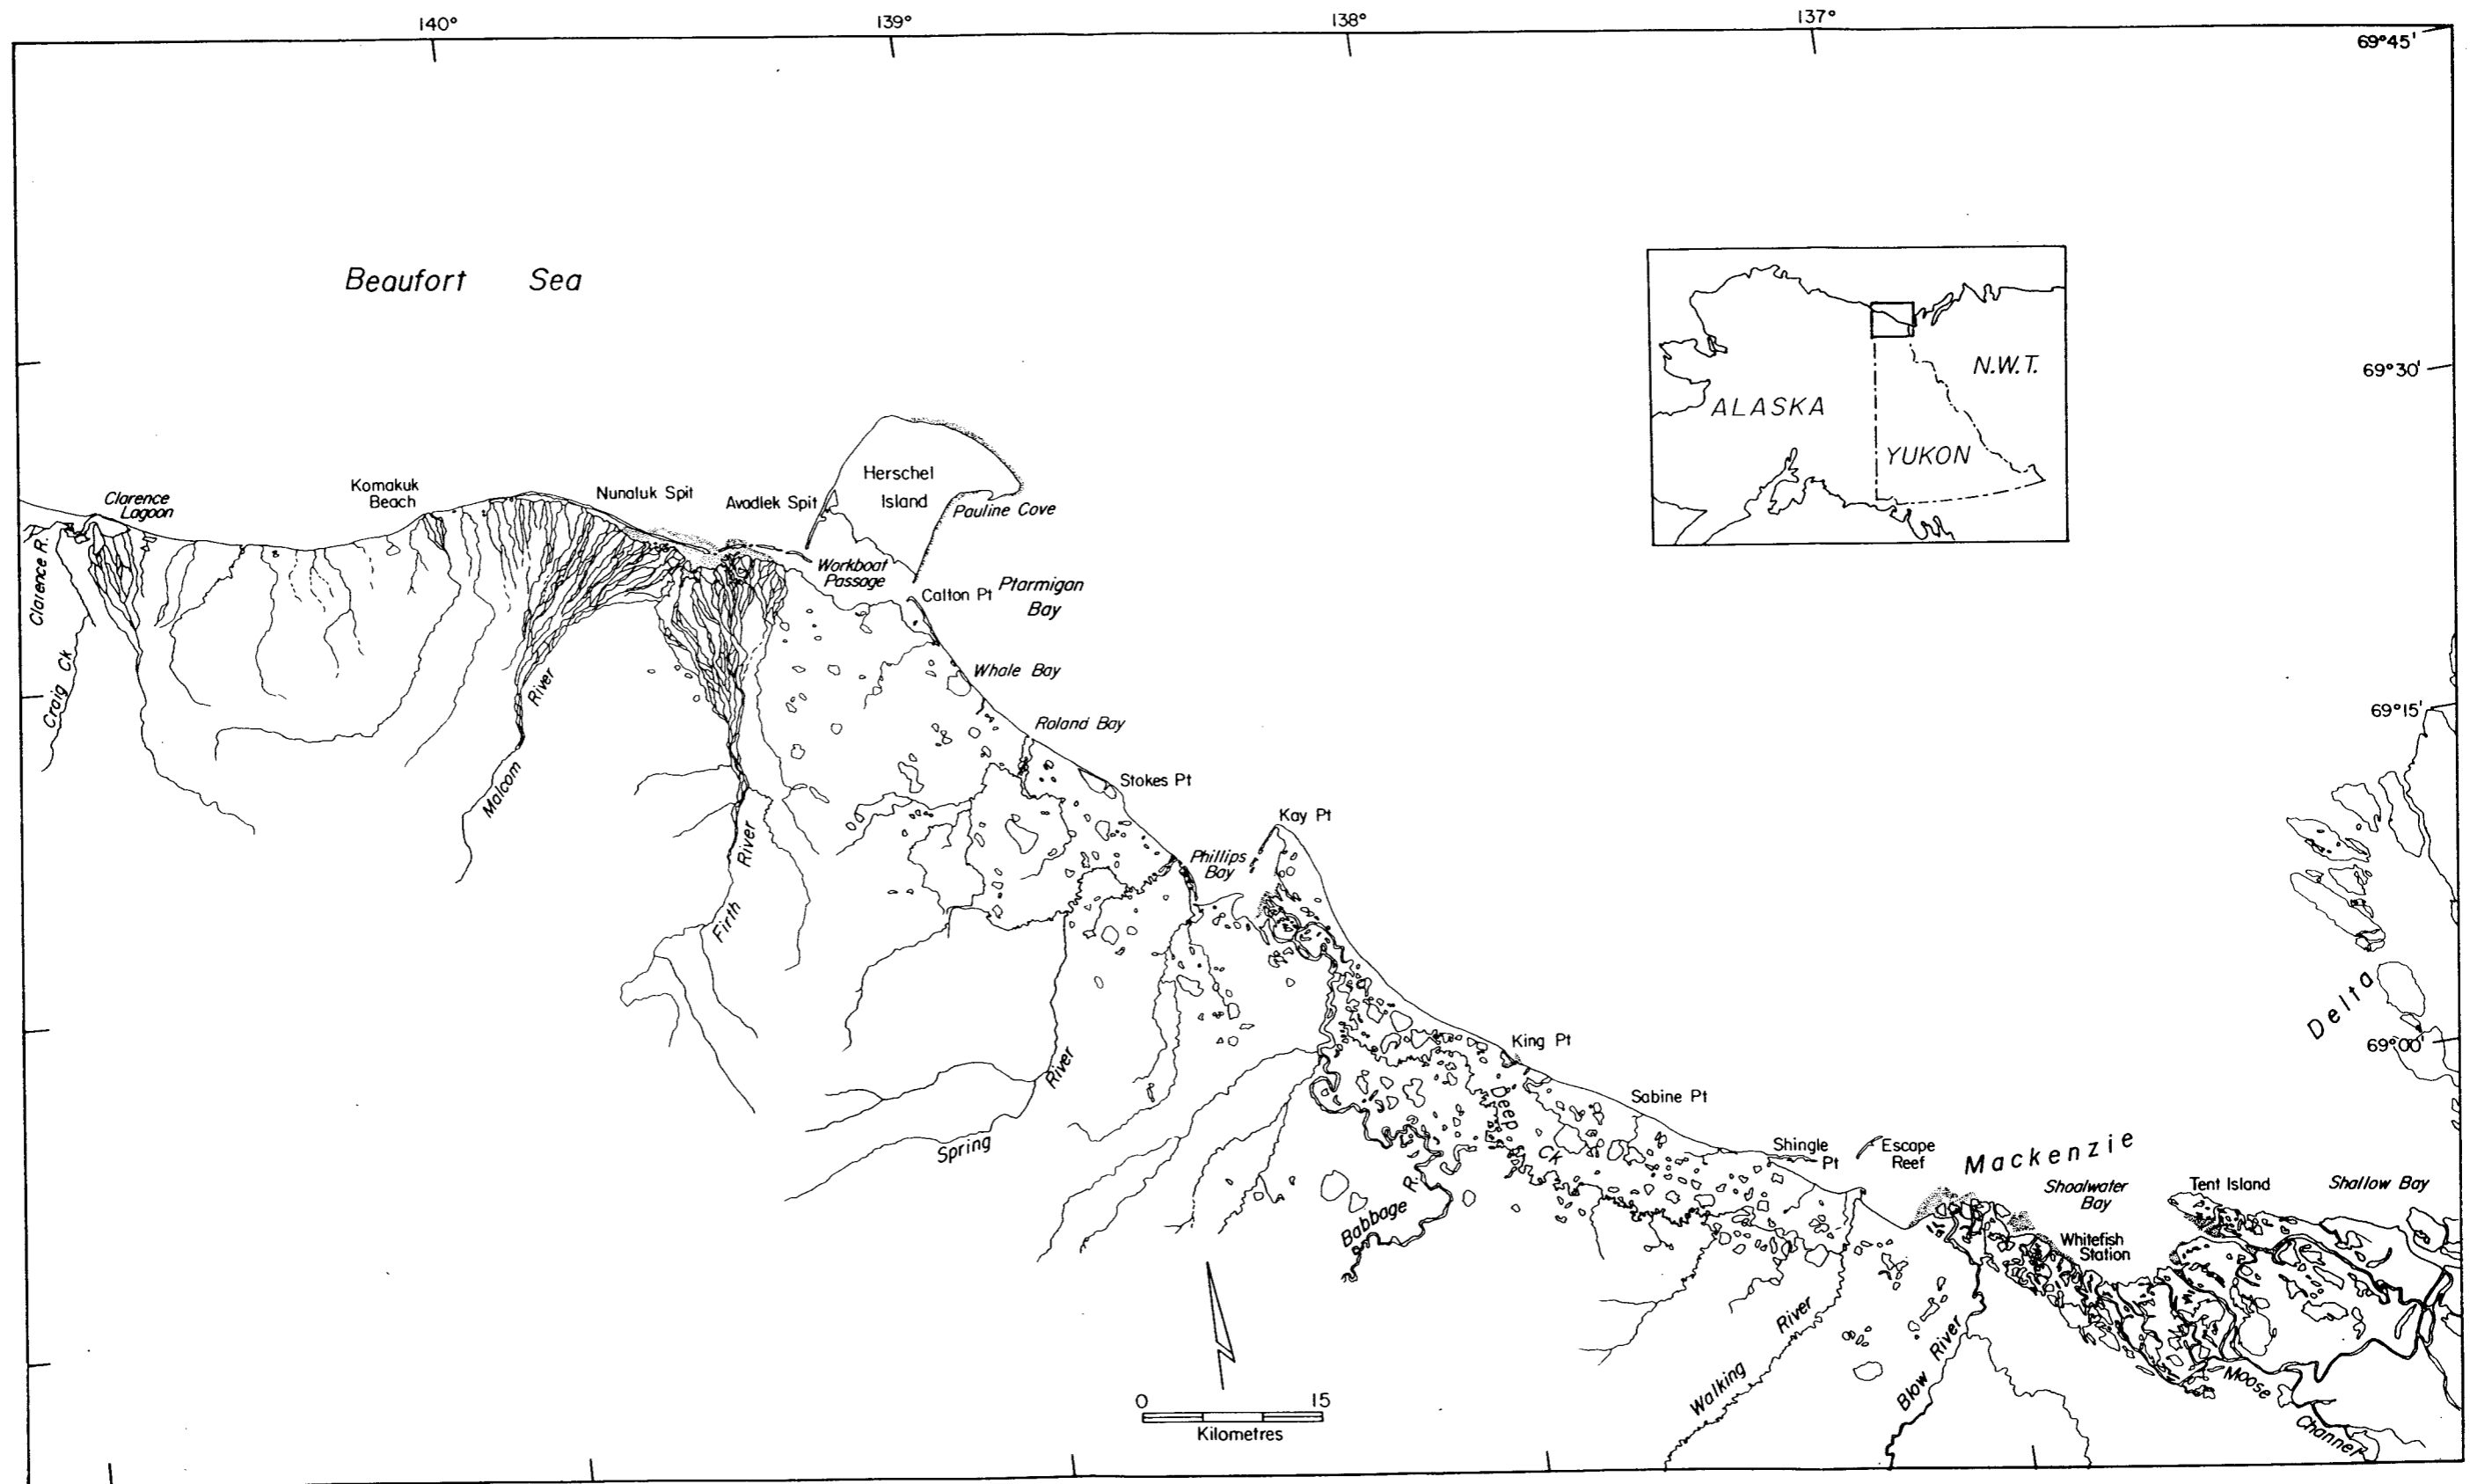 140°
139°
138°
137°
69°45'
Beaufort Sea
ALASKA
N.W.T.
YUKON
69°30'
Herschel
Island
Pauline Cove
Clarence
Lagoon
Komakuk
Beach
Nunaluk Spit
Avadlek Spit
Workboat
Passage
Clarence R.
Calton Pt
Ptarmigan
Bay
Craig Ck
Whale Bay
River
Malcom
Roland Bay
69°15'
Stokes Pt
Kay Pt
River
Firth
Phillips
Bay
Delta
69°00'
King Pt
River
Spring
Deep
Ck
Sabine Pt
Shingle
Pt
Escape
Reef
Mackenzie
Shoalwater
Bay
Tent Island
Shallow Bay
Babbage R.
Whitefish
Station
River
Walking
River
Blow
Moose
Channel
0 15
Kilometres